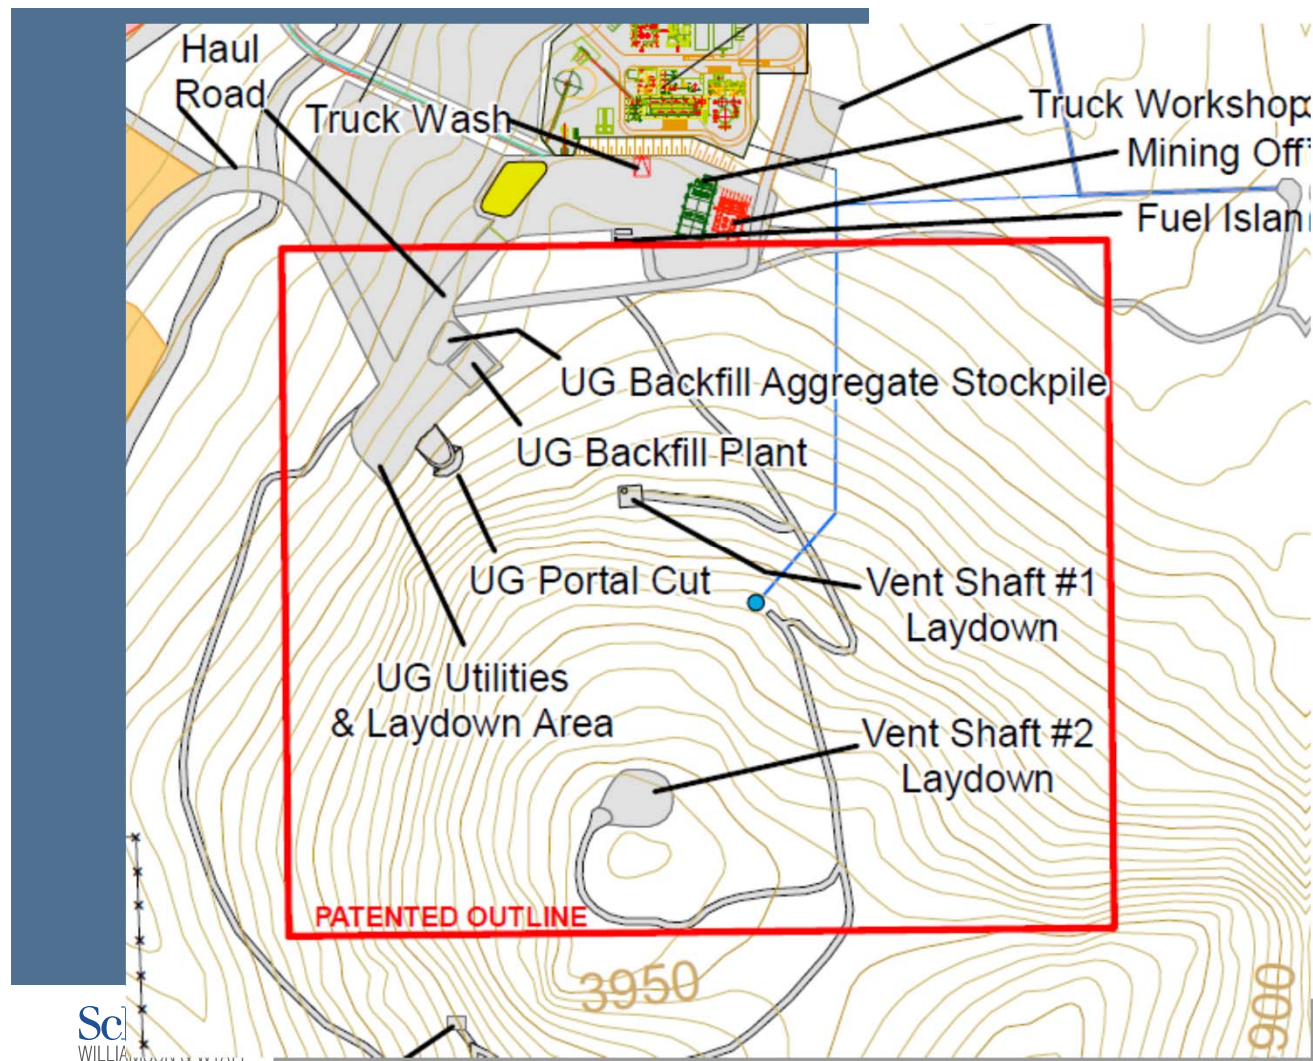 Haul
Road
Truck Wash
Truck Workshop
Mining Off
Fuel Islan
UG Backfill Aggregate Stockpile
UG Backfill Plant
UG Portal Cut
Vent Shaft #1
Laydown
UG Utilities
& Laydown Area
Vent Shaft #2
Laydown
PATENTED OUTLINE
3950
900
Sc